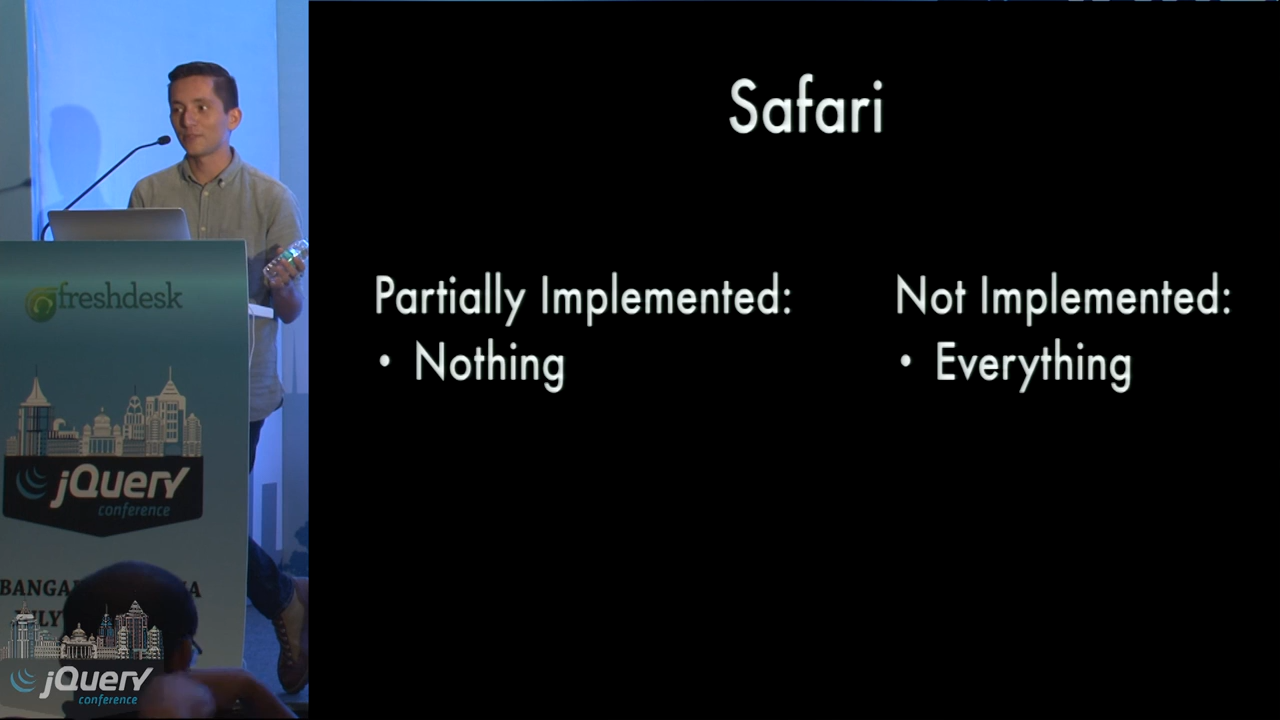 Safari
Partially Implemented:
• Nothing
Not Implemented:
• Everything
freshdesk
jQuery
conference
jQuery
conference